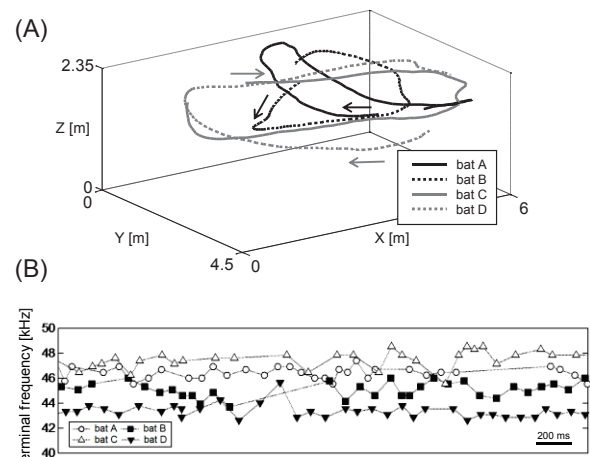 (A)
2.35
Z [m]
0
0
Y [m]
4.5
0
X [m]
6
bat A
bat B
bat C
bat D
(B)
50
48
46
44
42
40
frequency [kHz]
bat A
bat B
bat C
bat D
200 ms